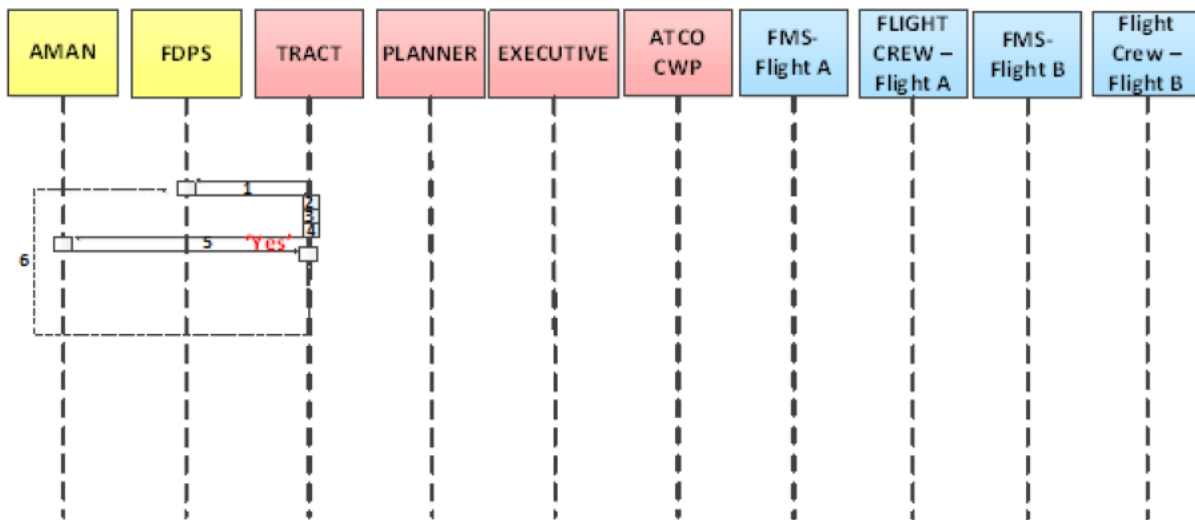 AMAN
FDPS
TRACT
PLANNER
EXECUTIVE
ATCO
CWP
FMS-
Flight A
FLIGHT
CREW –
Flight A
FMS-
Flight B
Flight
Crew –
Flight B
1
2
3
4
5 'Yes'
6